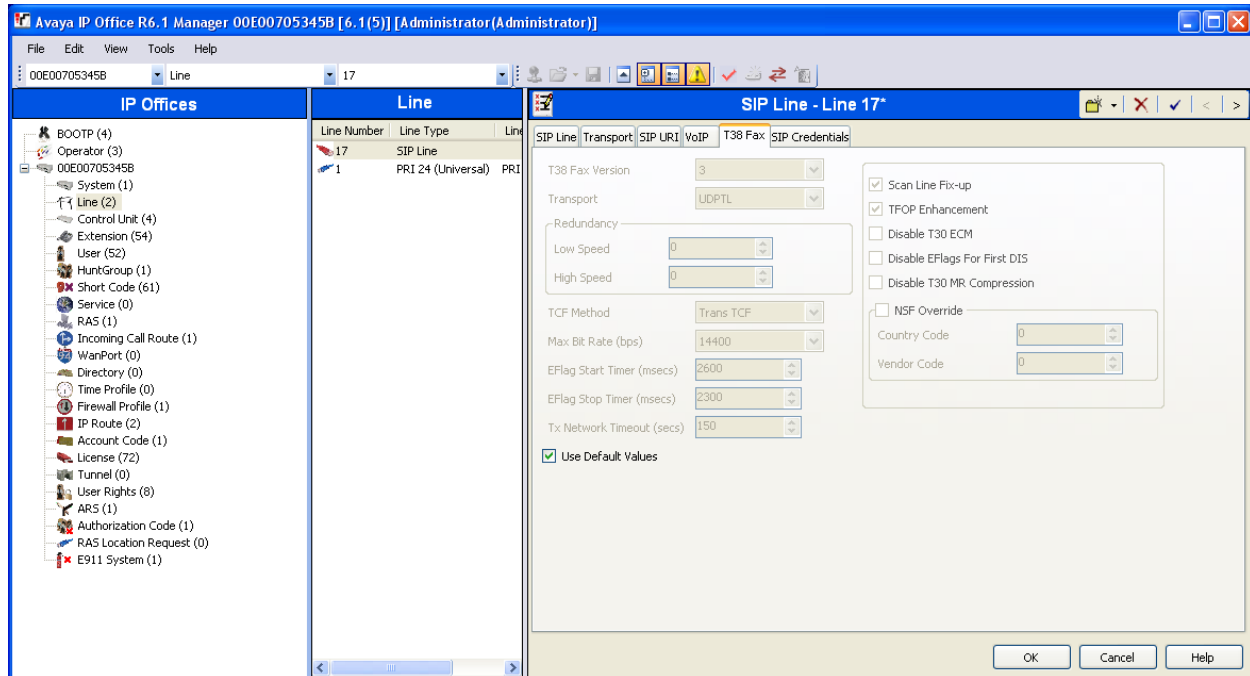 Avaya IP Office R6.1 Manager 00E00705345B [6.1(5)] [Administrator(Administrator)]
File Edit View Tools Help
00E00705345B Line 17
IP Offices
BOOTP (4)
Operator (3)
00E00705345B
System (1)
Line (2)
Control Unit (4)
Extension (54)
User (52)
HuntGroup (1)
Short Code (61)
Service (0)
RAS (1)
Incoming Call Route (1)
WanPort (0)
Directory (0)
Time Profile (0)
Firewall Profile (1)
IP Route (2)
Account Code (1)
License (72)
Tunnel (0)
User Rights (8)
ARS (1)
Authorization Code (1)
RAS Location Request (0)
E911 System (1)
Line
Line Number Line Type Line
17 SIP Line
1 PRI 24 (Universal) PRI
SIP Line - Line 17*
SIP Line Transport SIP URI VoIP T38 Fax SIP Credentials
T38 Fax Version 3
Transport UDPTL
Redundancy
Low Speed 0
High Speed 0
TCF Method Trans TCF
Max Bit Rate (bps) 14400
EFlag Start Timer (msecs) 2600
EFlag Stop Timer (msecs) 2300
Tx Network Timeout (secs) 150
Use Default Values
Scan Line Fix-up
TFOP Enhancement
Disable T30 ECM
Disable EFlags For First DIS
Disable T30 MR Compression
NSF Override
Country Code 0
Vendor Code 0
OK Cancel Help